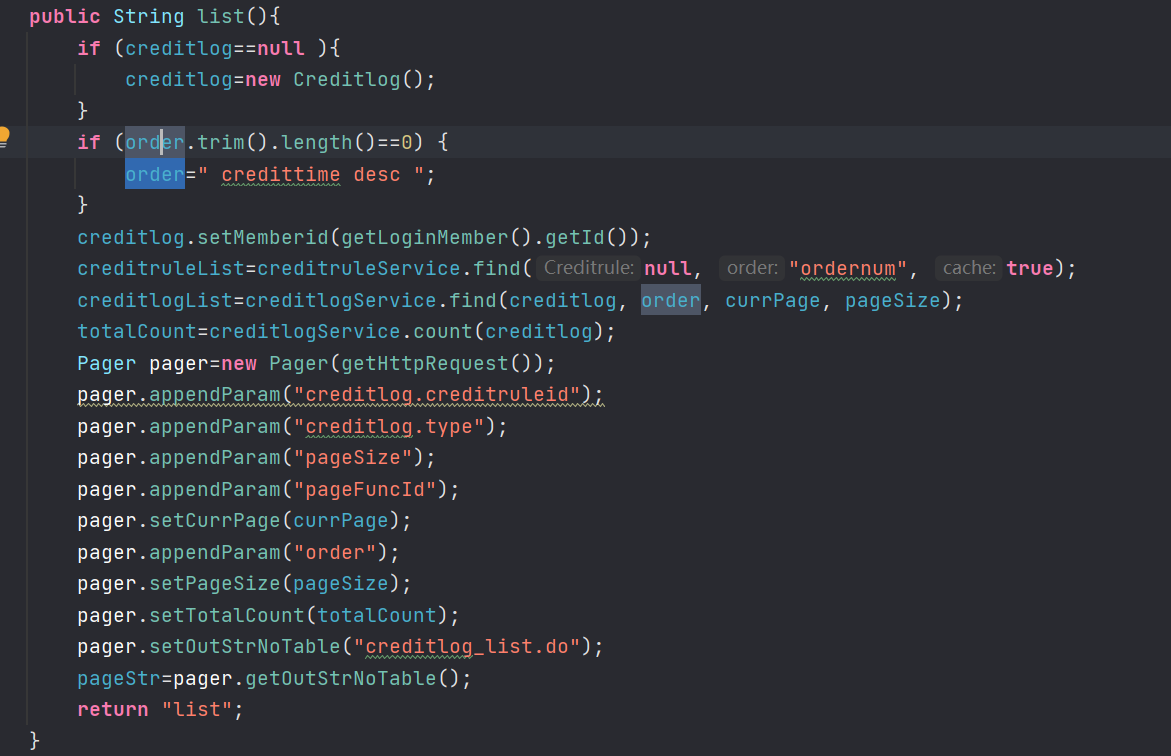 public String list(){
if (creditlog==null ){
creditlog=new Creditlog();
}
if (order.trim().length()==0) {
order=" credittime desc ";
}
creditlog.setMemberid(getLoginMember().getId());
creditruleList=creditruleService.find( Creditrule: null, order: "ordernum", cache: true);
creditlogList=creditlogService.find(creditlog, order, currPage, pageSize);
totalCount=creditlogService.count(creditlog);
Pager pager=new Pager(getHttpRequest());
pager.appendParam("creditlog.creditruleid");
pager.appendParam("creditlog.type");
pager.appendParam("pageSize");
pager.appendParam("pageFuncId");
pager.setCurrPage(currPage);
pager.appendParam("order");
pager.setPageSize(pageSize);
pager.setTotalCount(totalCount);
pager.setOutStrNoTable("creditlog_list.do");
pageStr=pager.getOutStrNoTable();
return "list";
}